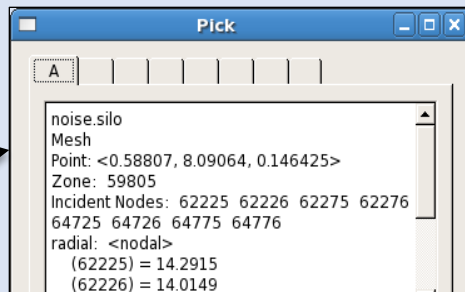 Pick
A
noise.silo
Mesh
Point: <0.58807, 8.09064, 0.146425>
Zone: 59805
Incident Nodes: 62225 62226 62275 62276
64725 64726 64775 64776
radial: <nodal>
(62225) = 14.2915
(62226) = 14.0149